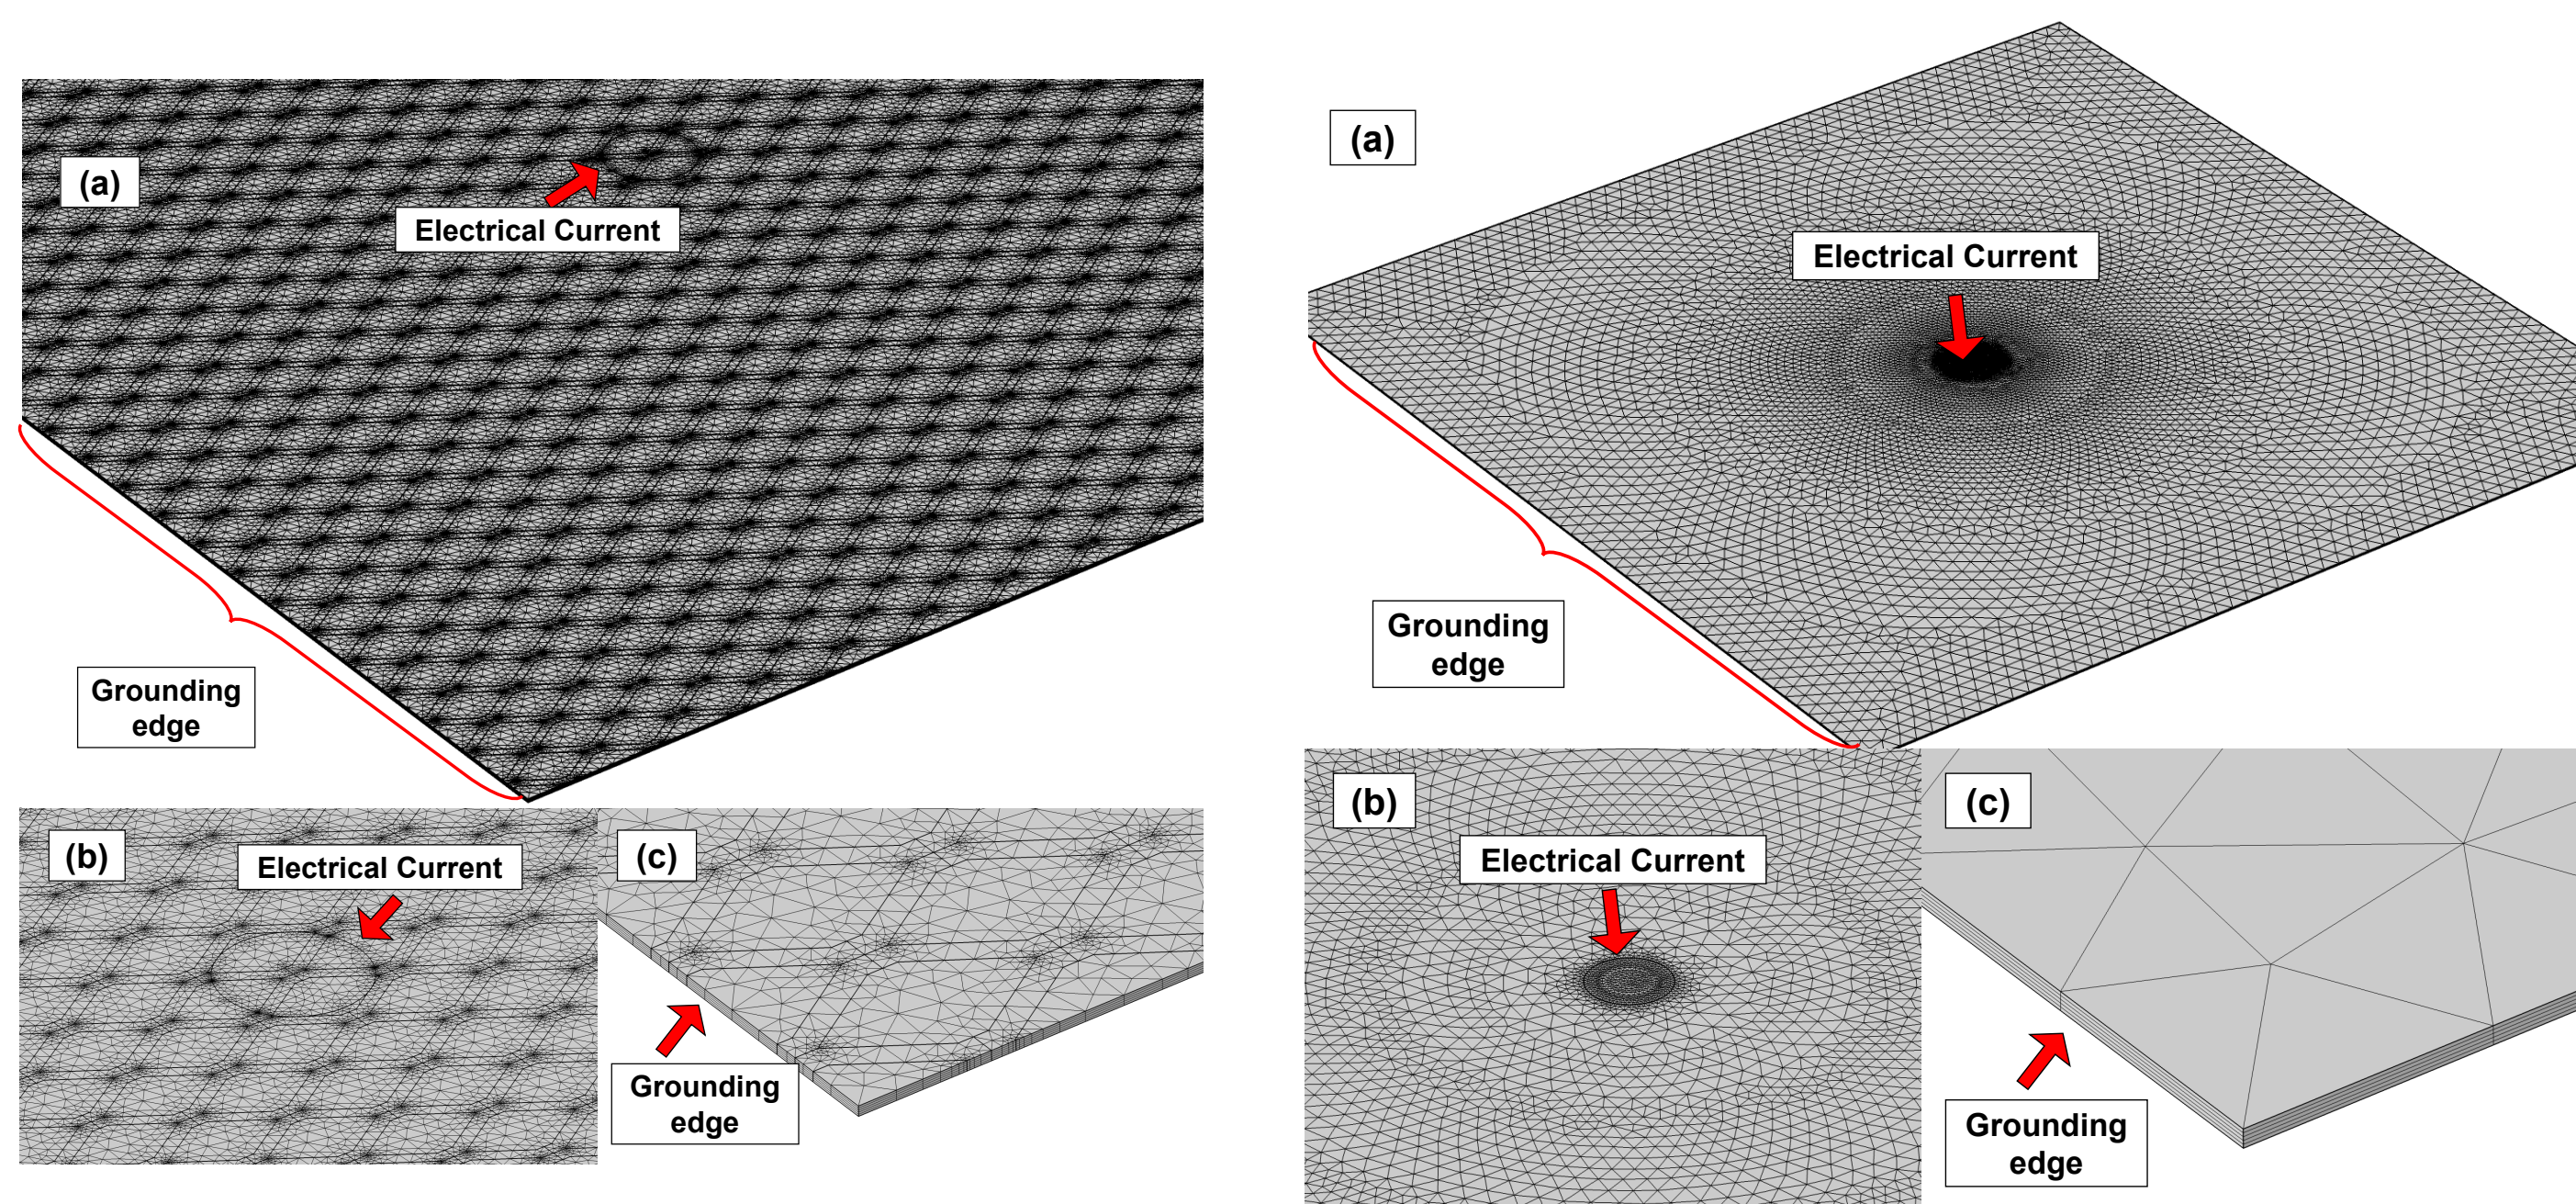 (a)
Electrical Current
Grounding
edge
(b)
Electrical Current
(c)
Grounding
edge
(a)
Electrical Current
Grounding
edge
(b)
Electrical Current
(c)
Grounding
edge